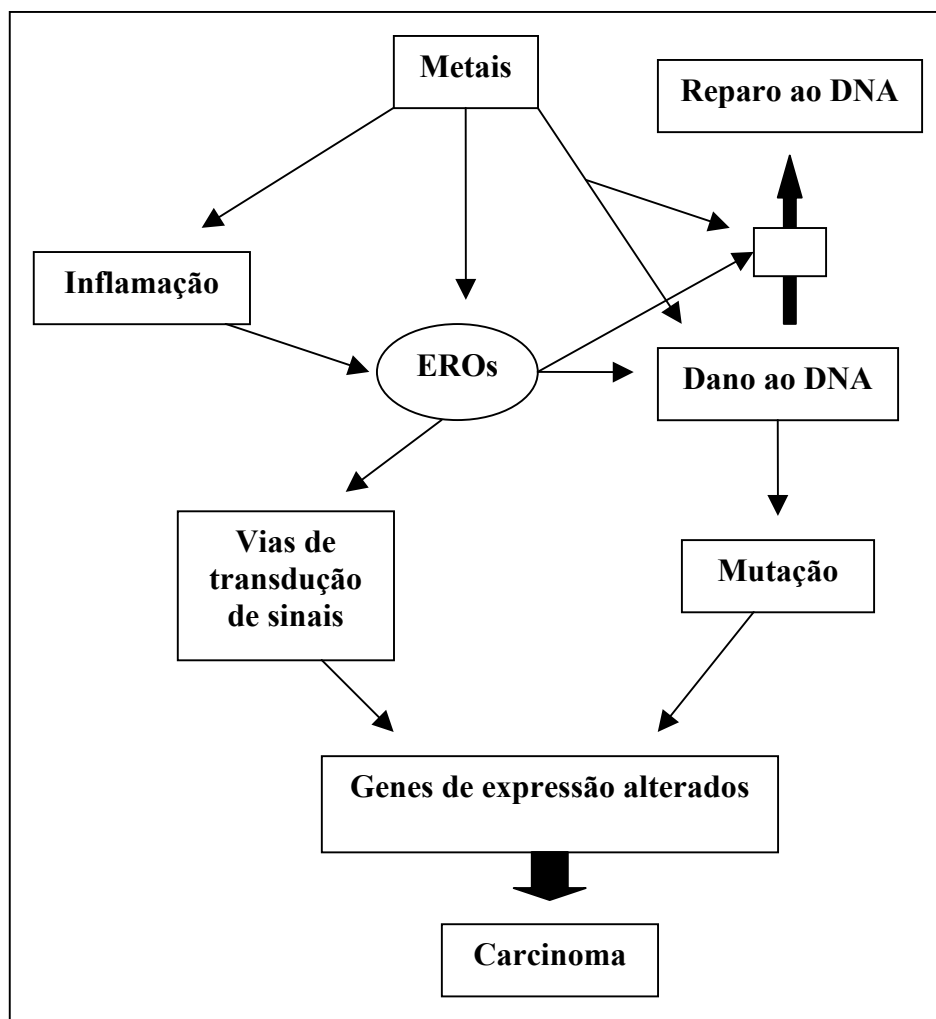 Metais
Reparo ao DNA
Inflamação
EROs
Dano ao DNA
Vias de
transdução
de sinais
Mutação
Genes de expressão alterados
Carcinoma